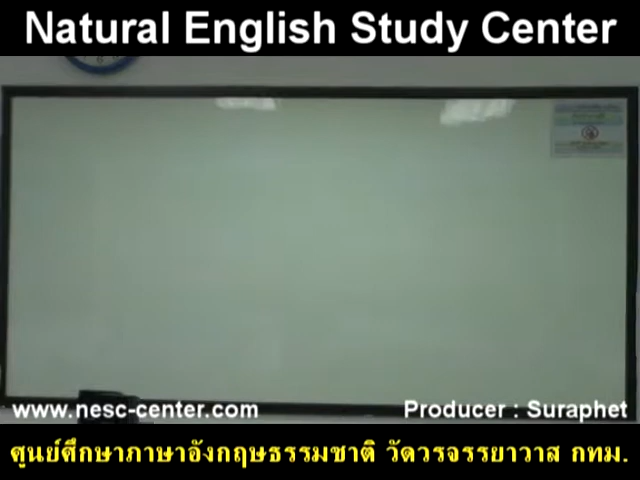 Natural English Study Center
www.nesc-center.com
Producer : Suraphet
ศูนย์ศึกษาภาษาอังกฤษธรรมชาติ วัดวรจรรยาวาส กทม.